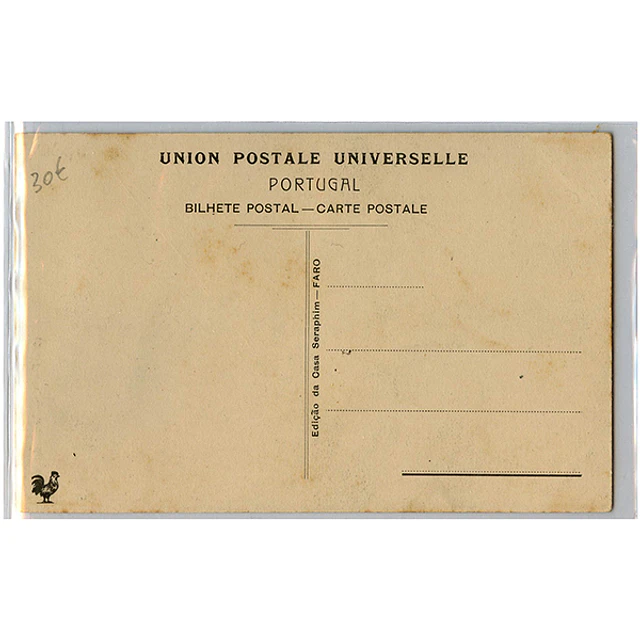 30€
UNION POSTALE UNIVERSELLE
PORTUGAL
BILHETE POSTAL — CARTE POSTALE
Edição da Casa Seraphim — FARO